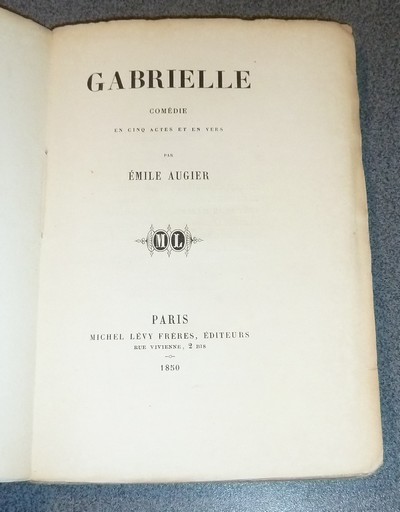 GABRIELLE
COMÉDIE
EN CINQ ACTES ET EN VERS
PAR
ÉMILE AUGIER
ML
PARIS
MICHEL LÉVY FRÈRES, ÉDITEURS
RUE VIVIENNE, 2 BIS
1850